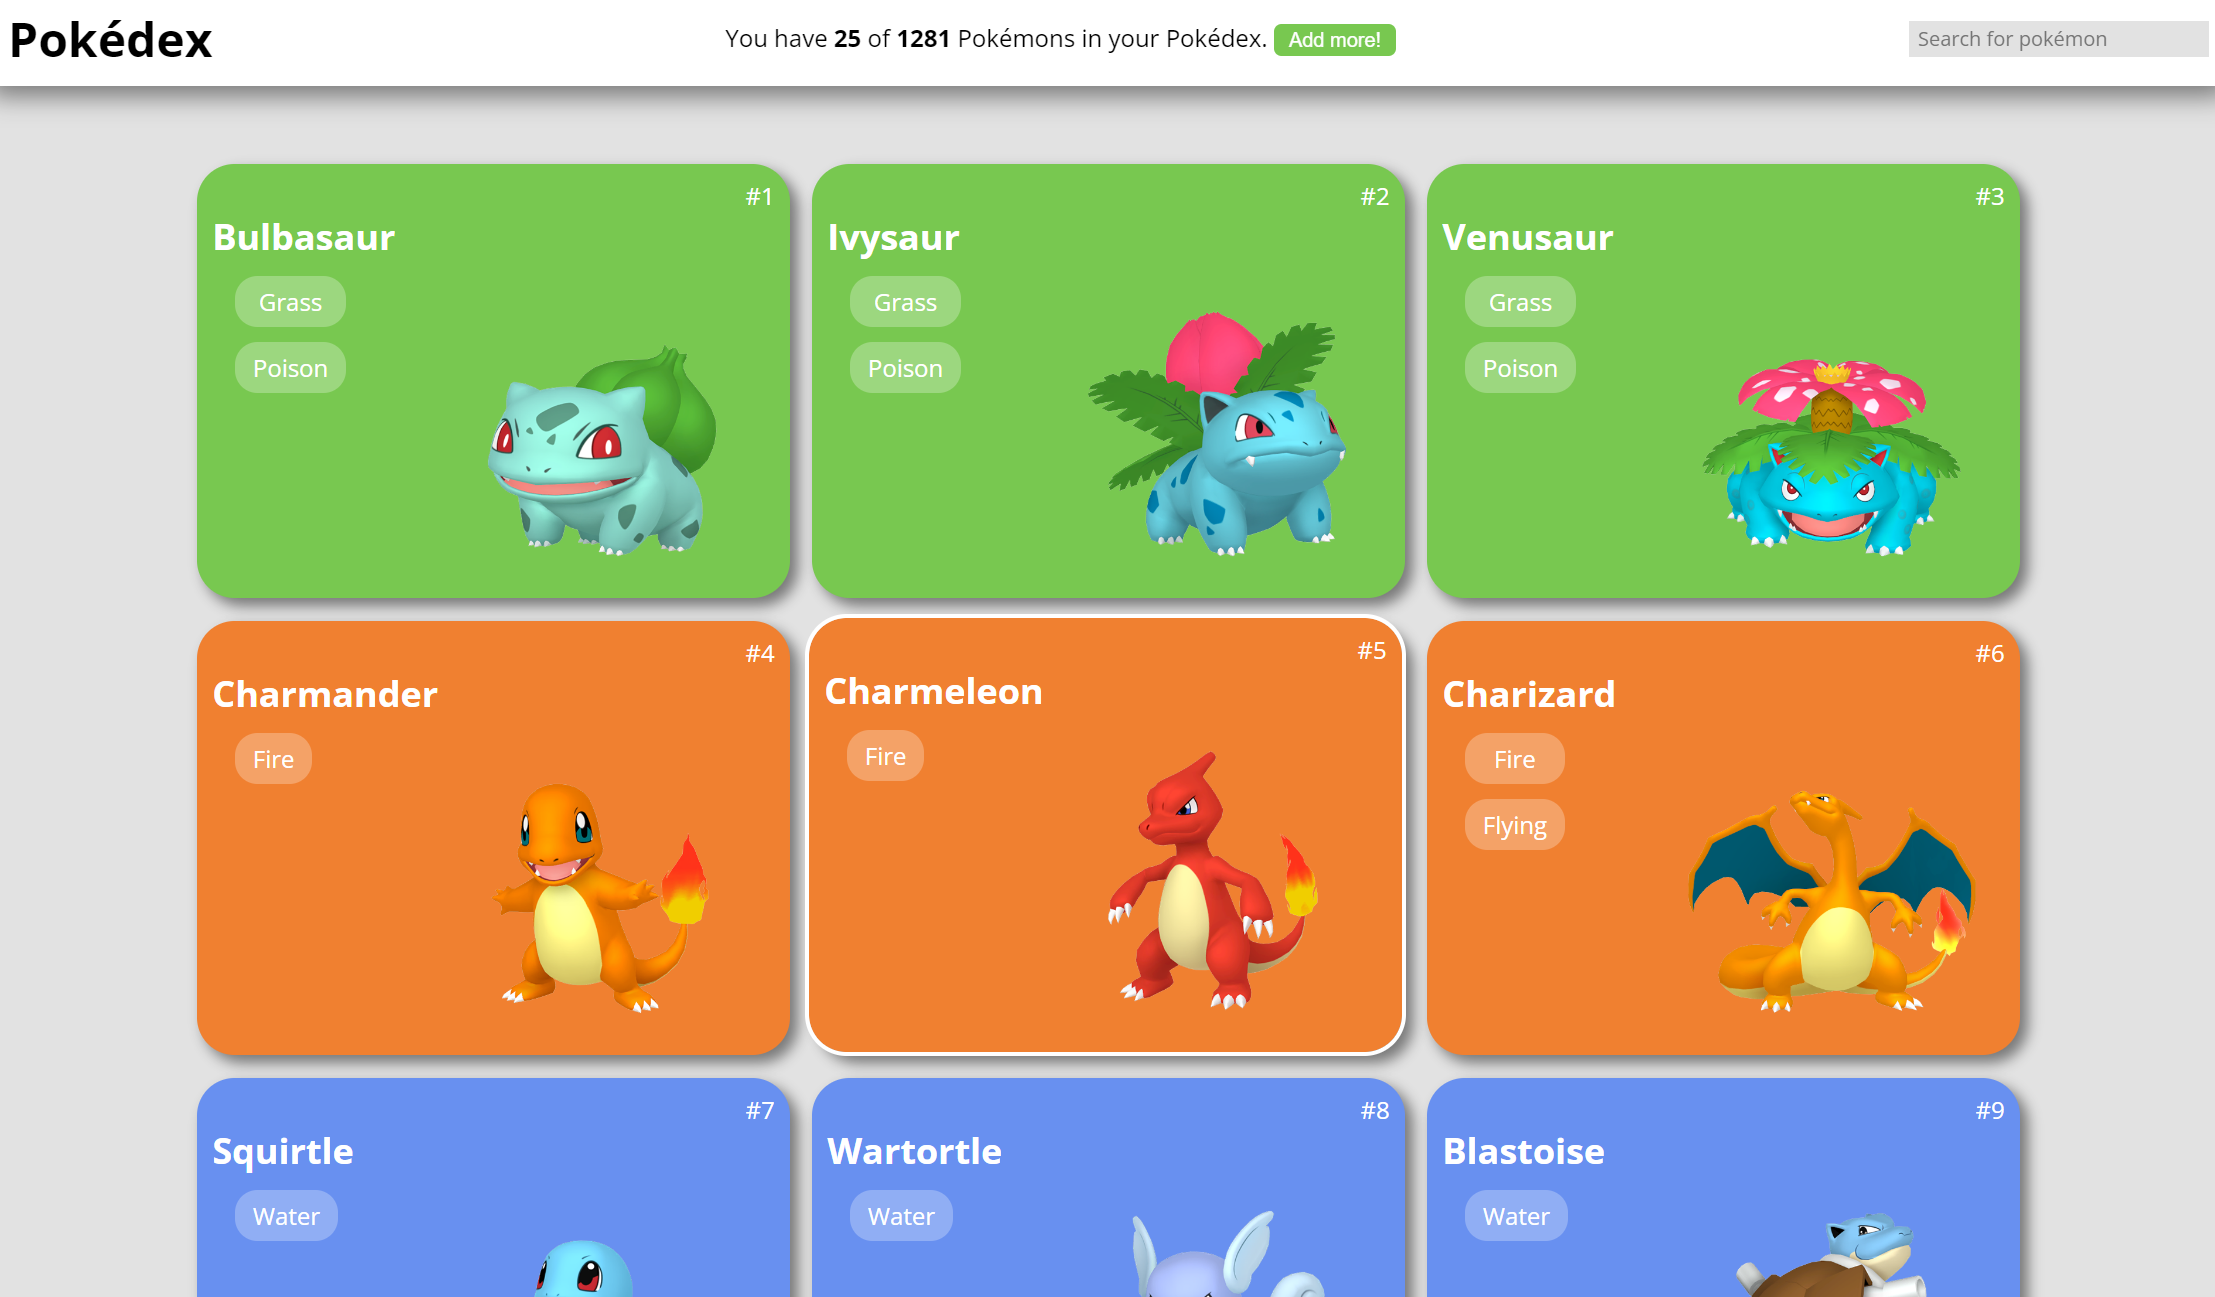 Pokédex
You have 25 of 1281 Pokémons in your Pokédex. Add more!
Search for pokémon
#1
Bulbasaur
Grass
Poison
#2
Ivysaur
Grass
Poison
#3
Venusaur
Grass
Poison
#4
Charmander
Fire
#5
Charmeleon
Fire
#6
Charizard
Fire
Flying
#7
Squirtle
Water
#8
Wartortle
Water
#9
Blastoise
Water